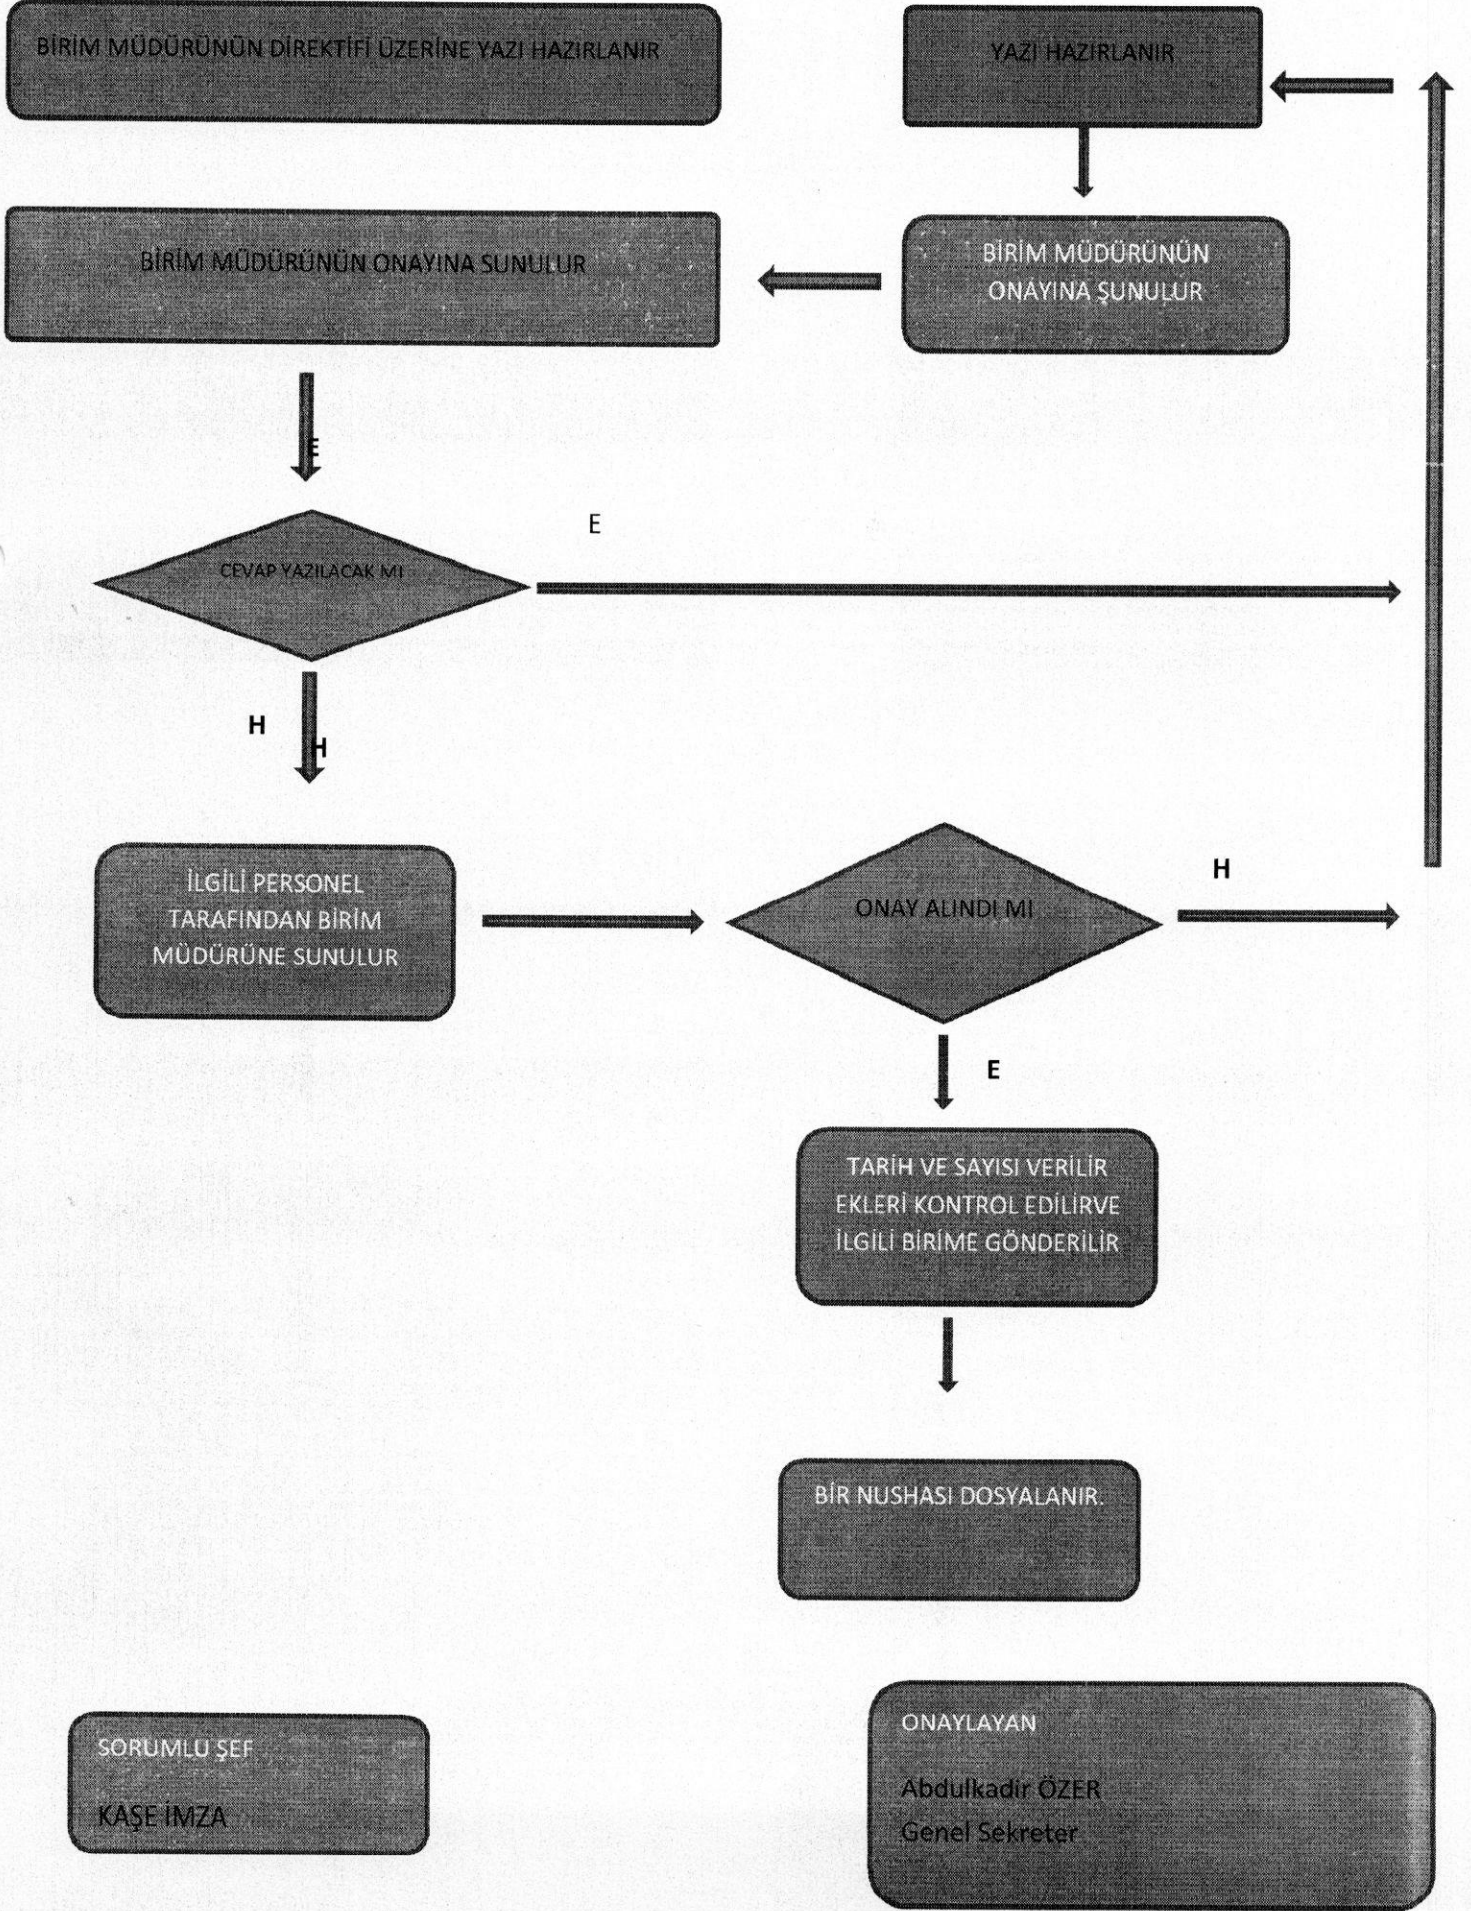 BİRİM MÜDÜRÜNÜN DİREKTİFİ ÜZERİNE YAZI HAZIRLANIR
YAZI HAZIRLANIR
BİRİM MÜDÜRÜNÜN ONAYINA SUNULUR
BİRİM MÜDÜRÜNÜN
ONAYINA ŞUNULUR
E
E
CEVAP YAZILACAK MI
H
H
İLGİLİ PERSONEL
TARAFINDAN BİRİM
MÜDÜRÜNE SUNULUR
ONAY ALINDI MI
H
E
TARİH VE SAYISI VERİLİR
EKLERİ KONTROL EDİLİRVE
İLGİLİ BİRİME GÖNDERİLİR
BİR NUSHASI DOSYALANIR.
SORUMLU ŞEF
KAŞE İMZA
ONAYLAYAN
Abdulkadir ÖZER
Genel Sekreter